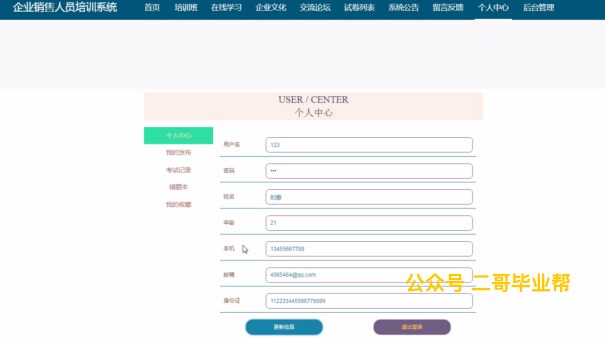 企业销售人员培训系统 首页 培训班 在线学习 企业文化 交流论坛 试卷列表 系统公告 留言反馈 个人中心 后台管理
USER / CENTER
个人中心
个人中心
我的发布
考试记录
错题本
我的收藏
用户名 123
密码 •••
姓名
年龄 21
手机 13455667788
邮箱 4565464@qq.com
身份证 112233445566778899
更新信息 退出登录
公众号 二哥毕业帮